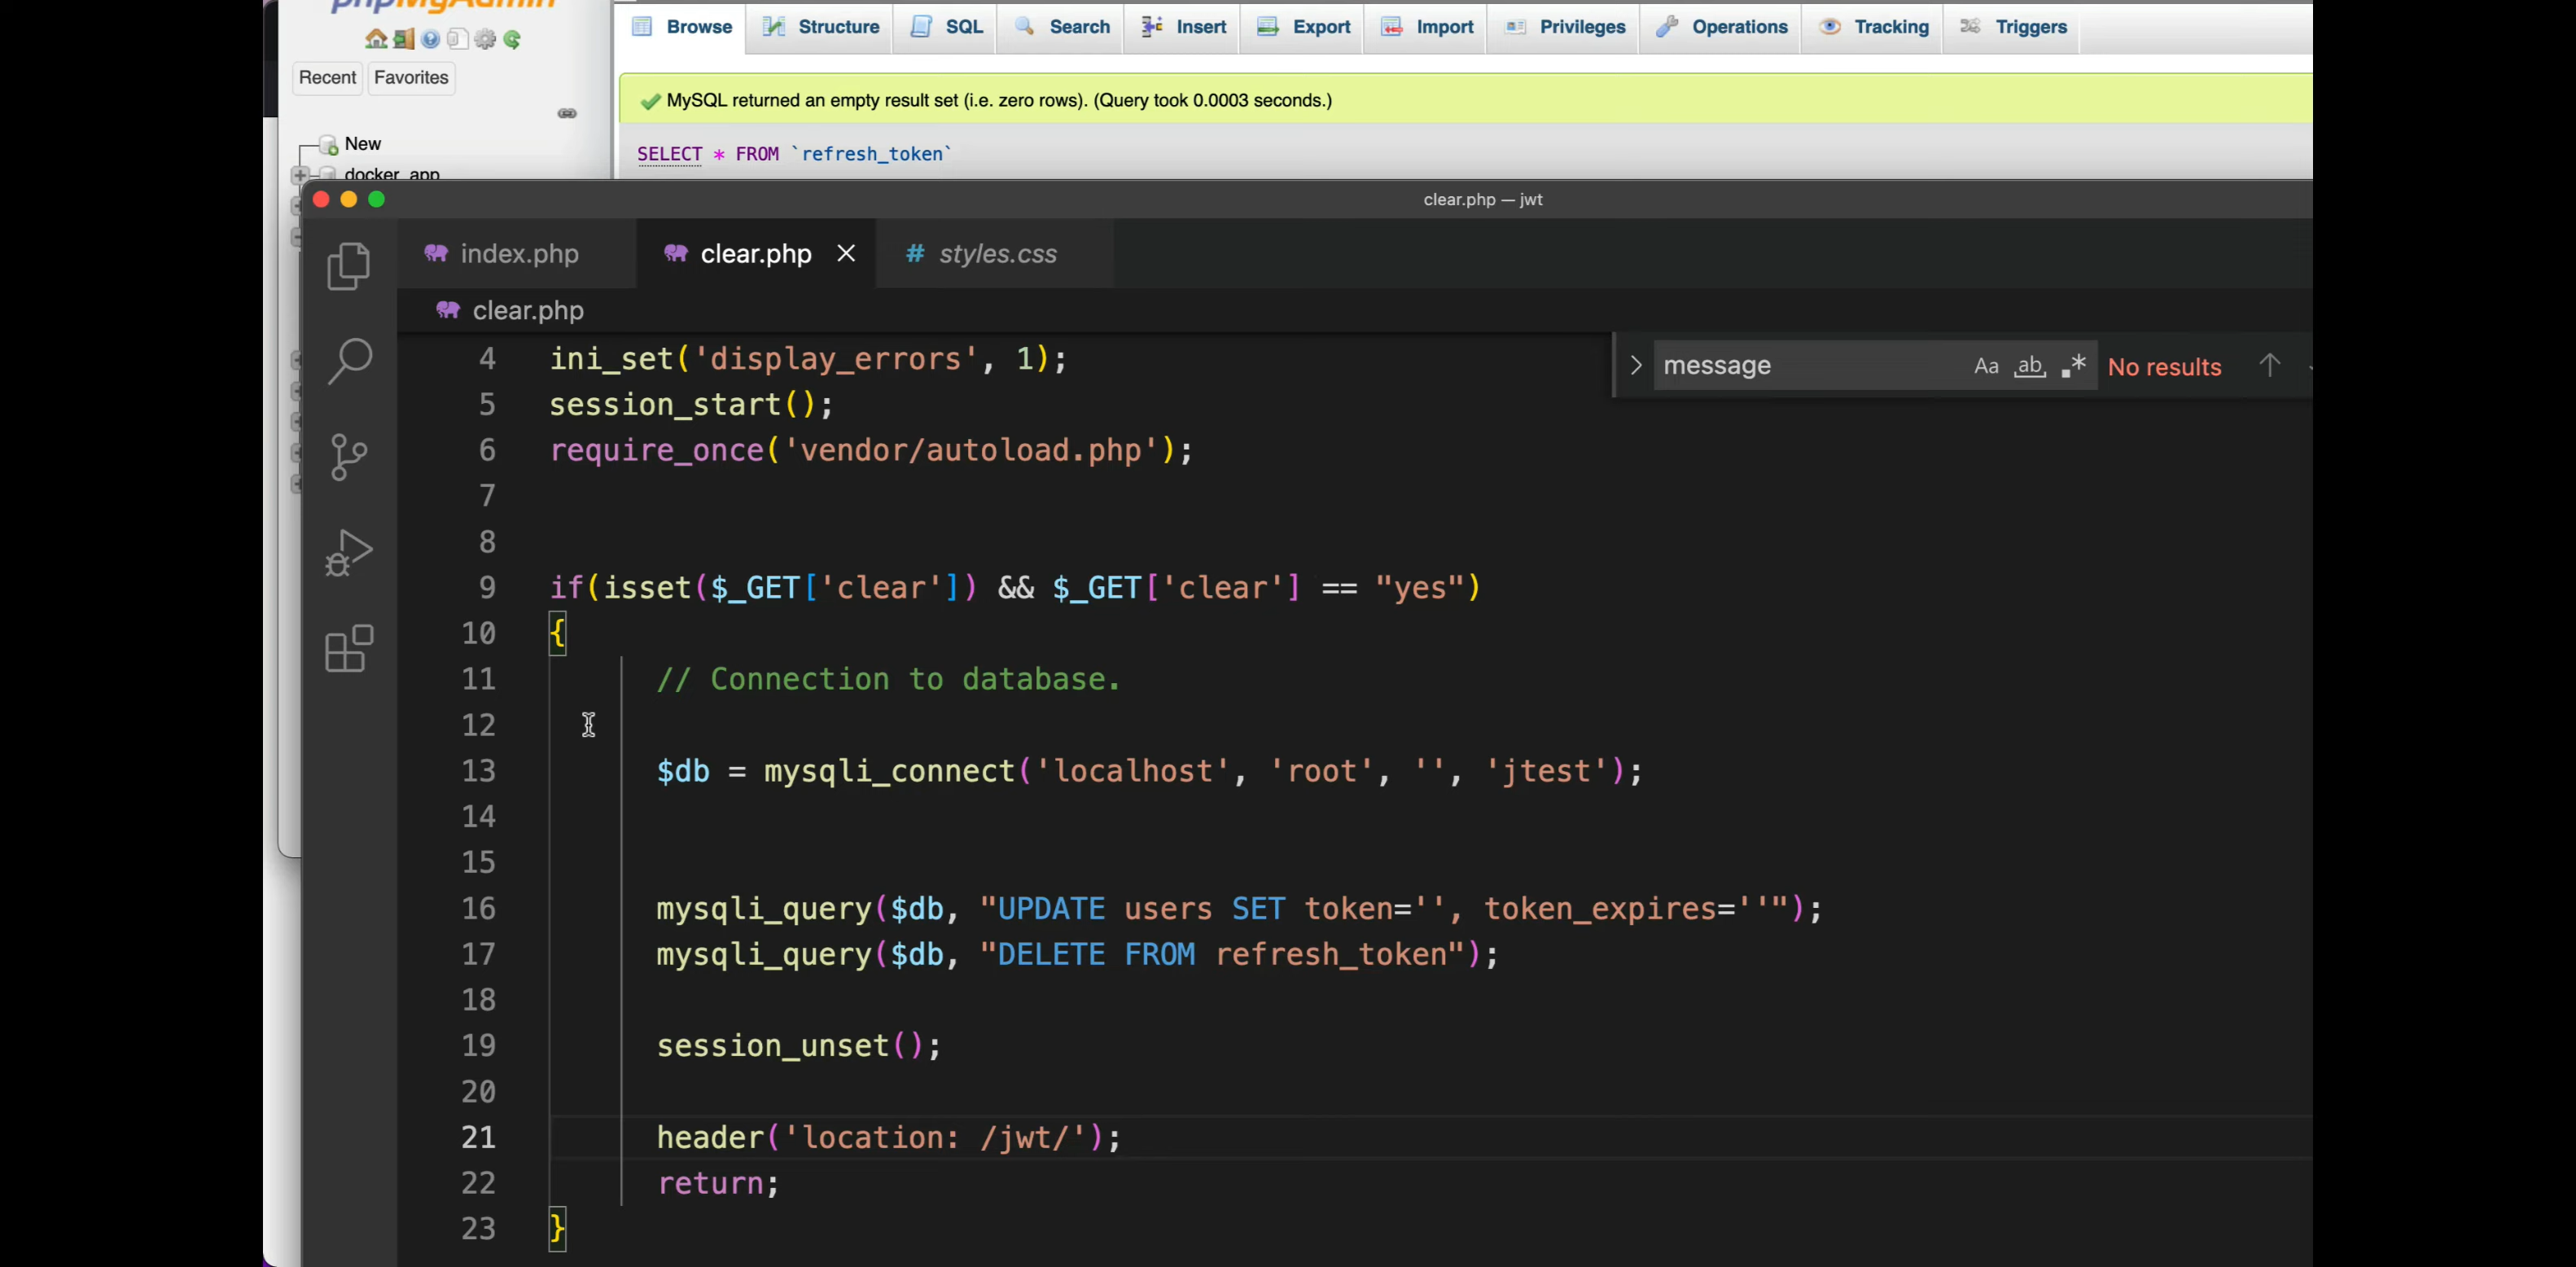 phpMyAdmin
Browse Structure SQL Search Insert Export Import Privileges Operations Tracking Triggers
Recent Favorites
MySQL returned an empty result set (i.e. zero rows). (Query took 0.0003 seconds.)
New
SELECT * FROM `refresh_token`
docker_app
clear.php — jwt
index.php clear.php # styles.css
clear.php
message Aa ab .* No results
4 ini_set('display_errors', 1);
5 session_start();
6 require_once('vendor/autoload.php');
7
8
9 if(isset($_GET['clear']) && $_GET['clear'] == "yes")
10 {
11 // Connection to database.
12
13 $db = mysqli_connect('localhost', 'root', '', 'jtest');
14
15
16 mysqli_query($db, "UPDATE users SET token='', token_expires=''");
17 mysqli_query($db, "DELETE FROM refresh_token");
18
19 session_unset();
20
21 header('location: /jwt/');
22 return;
23 }